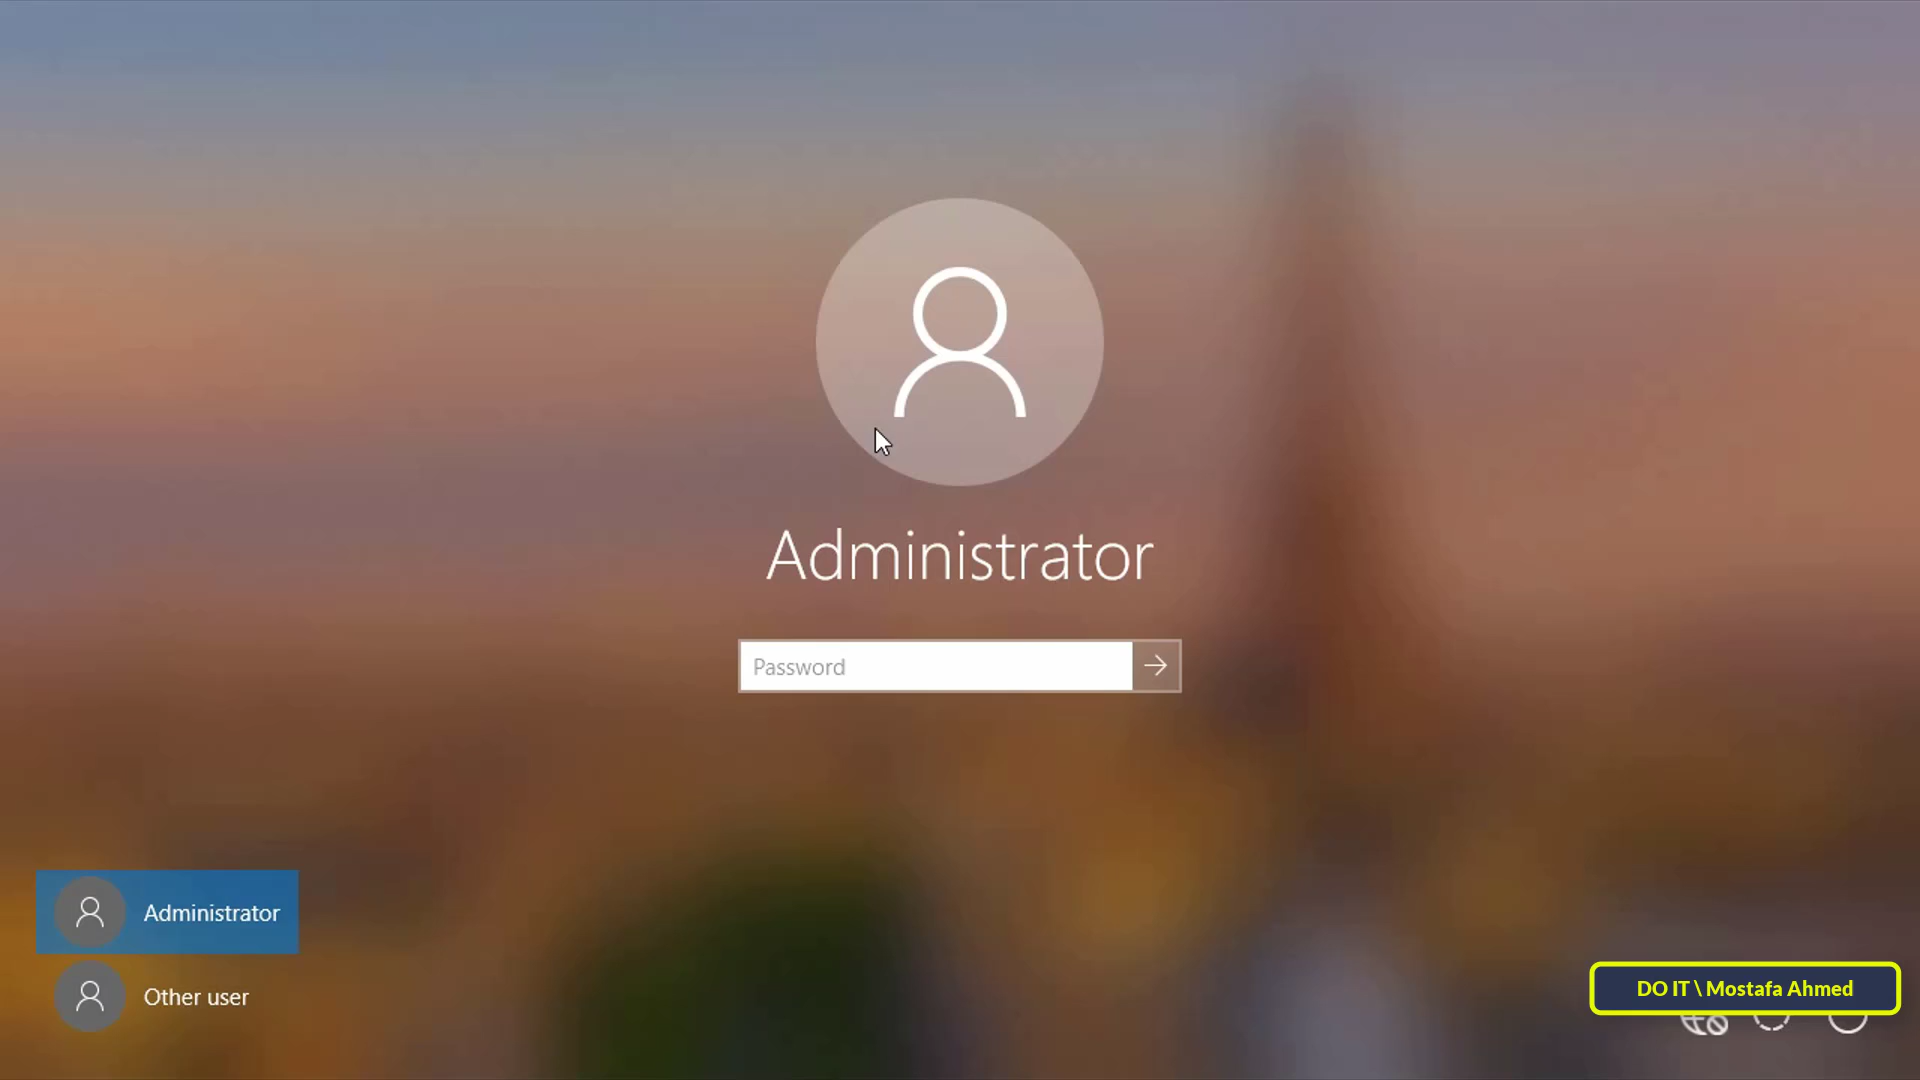 Administrator
Password
Administrator
Other user
DO IT \ Mostafa Ahmed